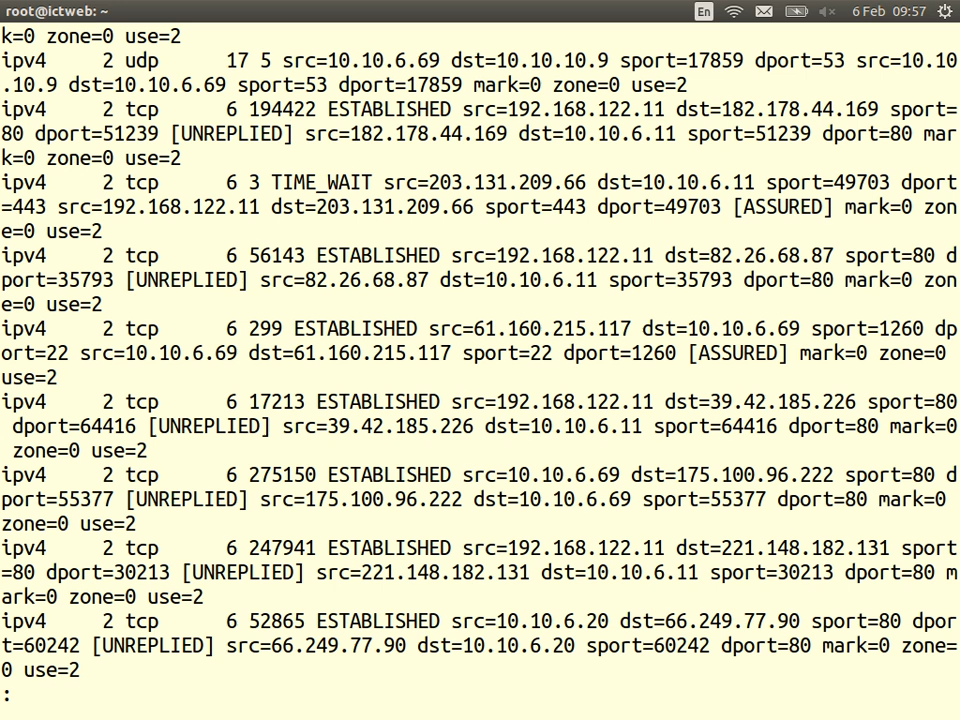 root@ictweb: ~
En
6 Feb 09:57
k=0 zone=0 use=2
ipv4     2 udp      17 5 src=10.10.6.69 dst=10.10.10.9 sport=17859 dport=53 src=10.10
.10.9 dst=10.10.6.69 sport=53 dport=17859 mark=0 zone=0 use=2
ipv4     2 tcp      6 194422 ESTABLISHED src=192.168.122.11 dst=182.178.44.169 sport=
80 dport=51239 [UNREPLIED] src=182.178.44.169 dst=10.10.6.11 sport=51239 dport=80 mar
k=0 zone=0 use=2
ipv4     2 tcp      6 3 TIME_WAIT src=203.131.209.66 dst=10.10.6.11 sport=49703 dport
=443 src=192.168.122.11 dst=203.131.209.66 sport=443 dport=49703 [ASSURED] mark=0 zon
e=0 use=2
ipv4     2 tcp      6 56143 ESTABLISHED src=192.168.122.11 dst=82.26.68.87 sport=80 d
port=35793 [UNREPLIED] src=82.26.68.87 dst=10.10.6.11 sport=35793 dport=80 mark=0 zon
e=0 use=2
ipv4     2 tcp      6 299 ESTABLISHED src=61.160.215.117 dst=10.10.6.69 sport=1260 dp
ort=22 src=10.10.6.69 dst=61.160.215.117 sport=22 dport=1260 [ASSURED] mark=0 zone=0
use=2
ipv4     2 tcp      6 17213 ESTABLISHED src=192.168.122.11 dst=39.42.185.226 sport=80
 dport=64416 [UNREPLIED] src=39.42.185.226 dst=10.10.6.11 sport=64416 dport=80 mark=0
 zone=0 use=2
ipv4     2 tcp      6 275150 ESTABLISHED src=10.10.6.69 dst=175.100.96.222 sport=80 d
port=55377 [UNREPLIED] src=175.100.96.222 dst=10.10.6.69 sport=55377 dport=80 mark=0
zone=0 use=2
ipv4     2 tcp      6 247941 ESTABLISHED src=192.168.122.11 dst=221.148.182.131 sport
=80 dport=30213 [UNREPLIED] src=221.148.182.131 dst=10.10.6.11 sport=30213 dport=80 m
ark=0 zone=0 use=2
ipv4     2 tcp      6 52865 ESTABLISHED src=10.10.6.20 dst=66.249.77.90 sport=80 dpor
t=60242 [UNREPLIED] src=66.249.77.90 dst=10.10.6.20 sport=60242 dport=80 mark=0 zone=
0 use=2
: